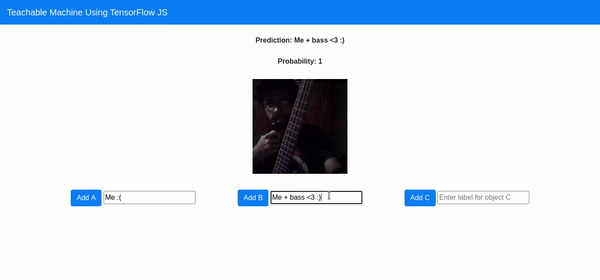 Teachable Machine Using TensorFlow JS
Prediction: Me + bass <3 :)
Probability: 1
Add A Me :( Add B Me + bass <3 :) Add C Enter label for object C